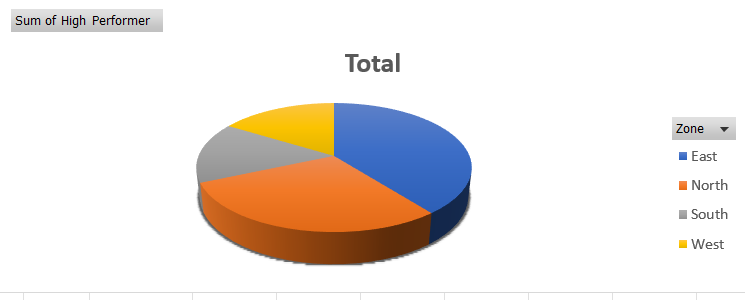 Sum of High Performer
Total
Zone
East
North
South
West